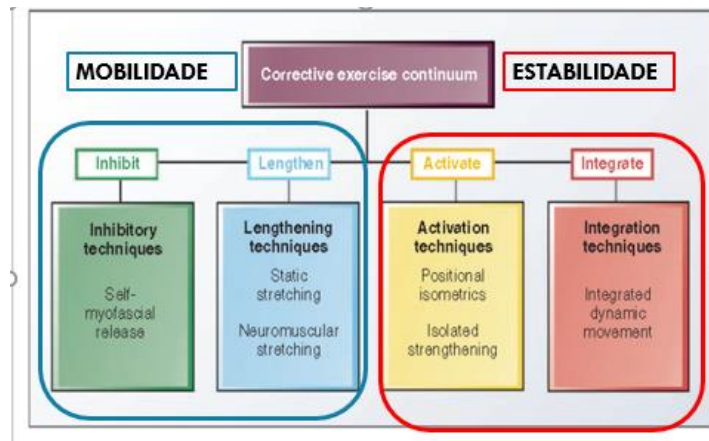 MOBILIDADE
Corrective exercise continuum
ESTABILIDADE
Inhibit
Lengthen
Activate
Integrate
Inhibitory
techniques
Self-
myofascial
release
Lengthening
techniques
Static
stretching
Neuromuscular
stretching
Activation
techniques
Positional
isometrics
Isolated
strengthening
Integration
techniques
Integrated
dynamic
movement